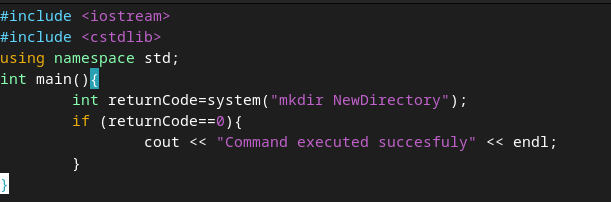 #include <iostream>
#include <cstdlib>
using namespace std;
int main(){
        int returnCode=system("mkdir NewDirectory");
        if (returnCode==0){
                cout << "Command executed succesfuly" << endl;
        }
}